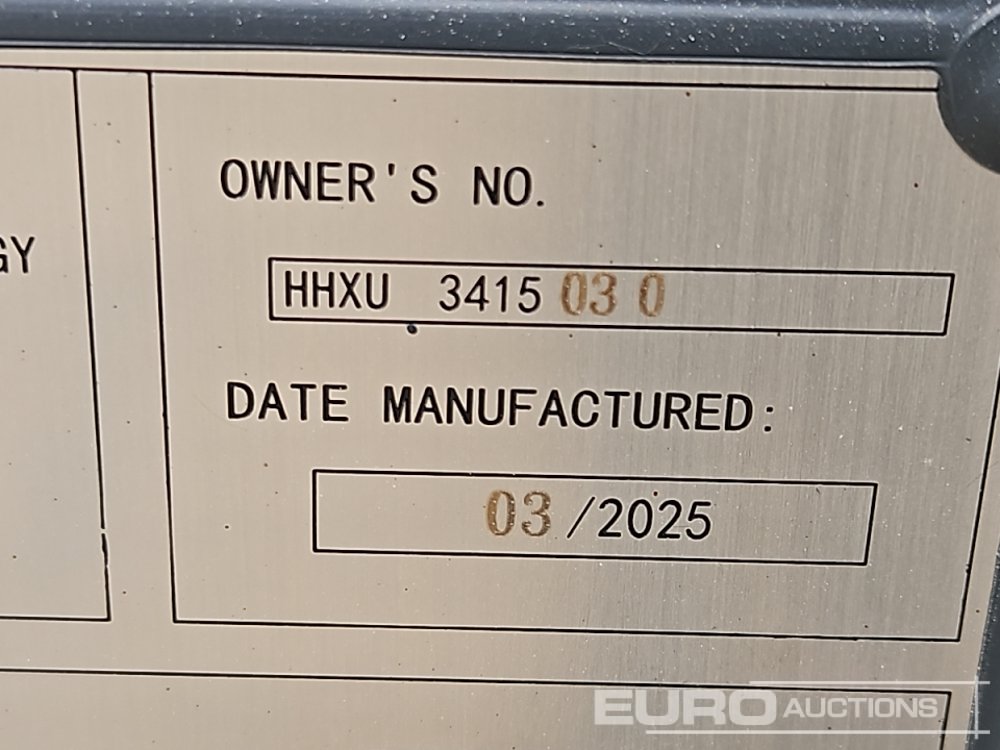 OWNER'S NO.
GY
HHXU 3415 03 0
DATE MANUFACTURED:
03 /2025
EURO AUCTIONS